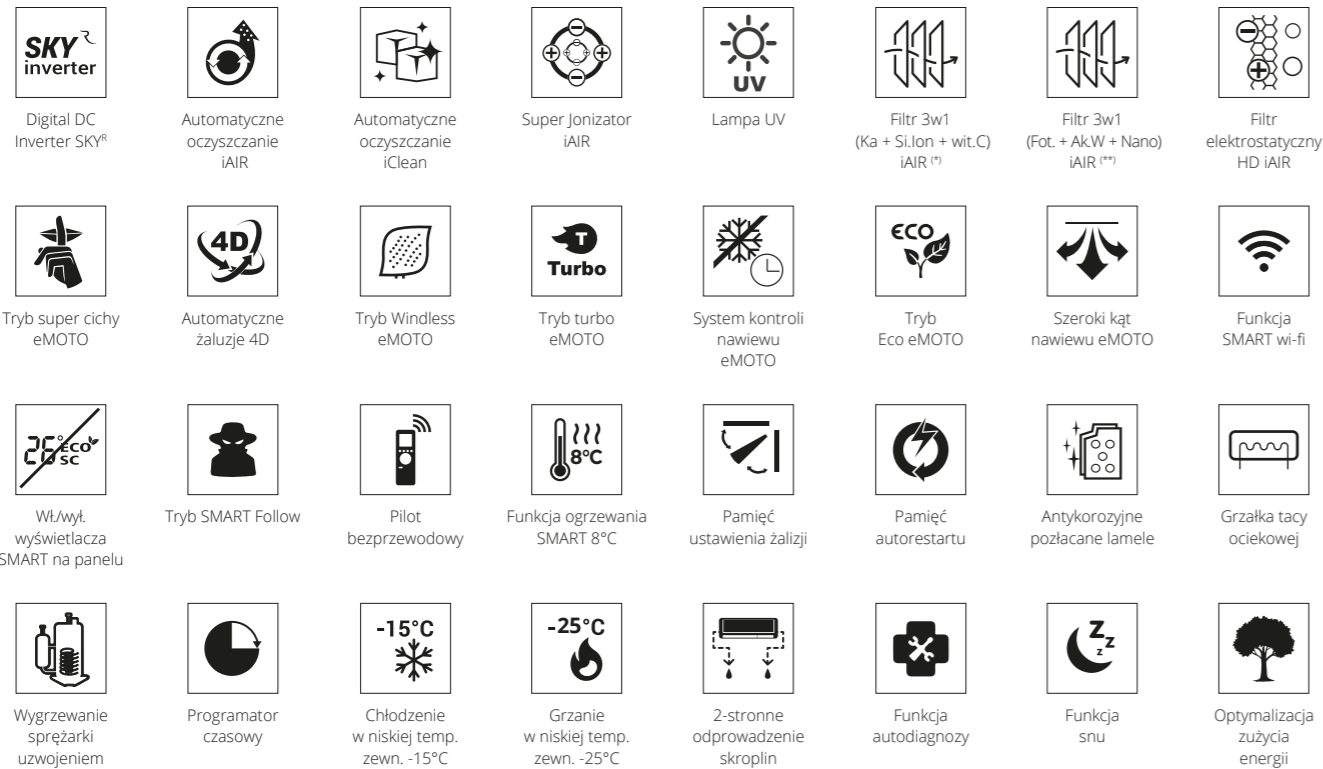 SKY R
inverter
Digital DC
Inverter SKYᴿ
Automatyczne
oczyszczanie
iAIR
Automatyczne
oczyszczanie
iClean
Super Jonizator
iAIR
UV
Lampa UV
Filtr 3w1
(Ka + Si.Ion + wit.C)
iAIR (*)
Filtr 3w1
(Fot. + Ak.W + Nano)
iAIR (**)
Filtr
elektrostatyczny
HD iAIR
Tryb super cichy
eMOTO
4D
Automatyczne
żaluzje 4D
Tryb Windless
eMOTO
T
Turbo
Tryb turbo
eMOTO
System kontroli
nawiewu
eMOTO
ECO
Tryb
Eco eMOTO
Szeroki kąt
nawiewu eMOTO
Funkcja
SMART wi-fi
26° ECO
SC
Wł./wył.
wyświetlacza
SMART na panelu
Tryb SMART Follow
Pilot
bezprzewodowy
8°C
Funkcja ogrzewania
SMART 8°C
Pamięć
ustawienia żalizji
Pamięć
autorestartu
Antykorozyjne
pozłacane lamele
Grzałka tacy
ociekowej
Wygrzewanie
sprężarki
uzwojeniem
Programator
czasowy
-15°C
Chłodzenie
w niskiej temp.
zewn. -15°C
-25°C
Grzanie
w niskiej temp.
zewn. -25°C
2-stronne
odprowadzenie
skroplin
Funkcja
autodiagnozy
Z z z
Funkcja
snu
Optymalizacja
zużycia
energii